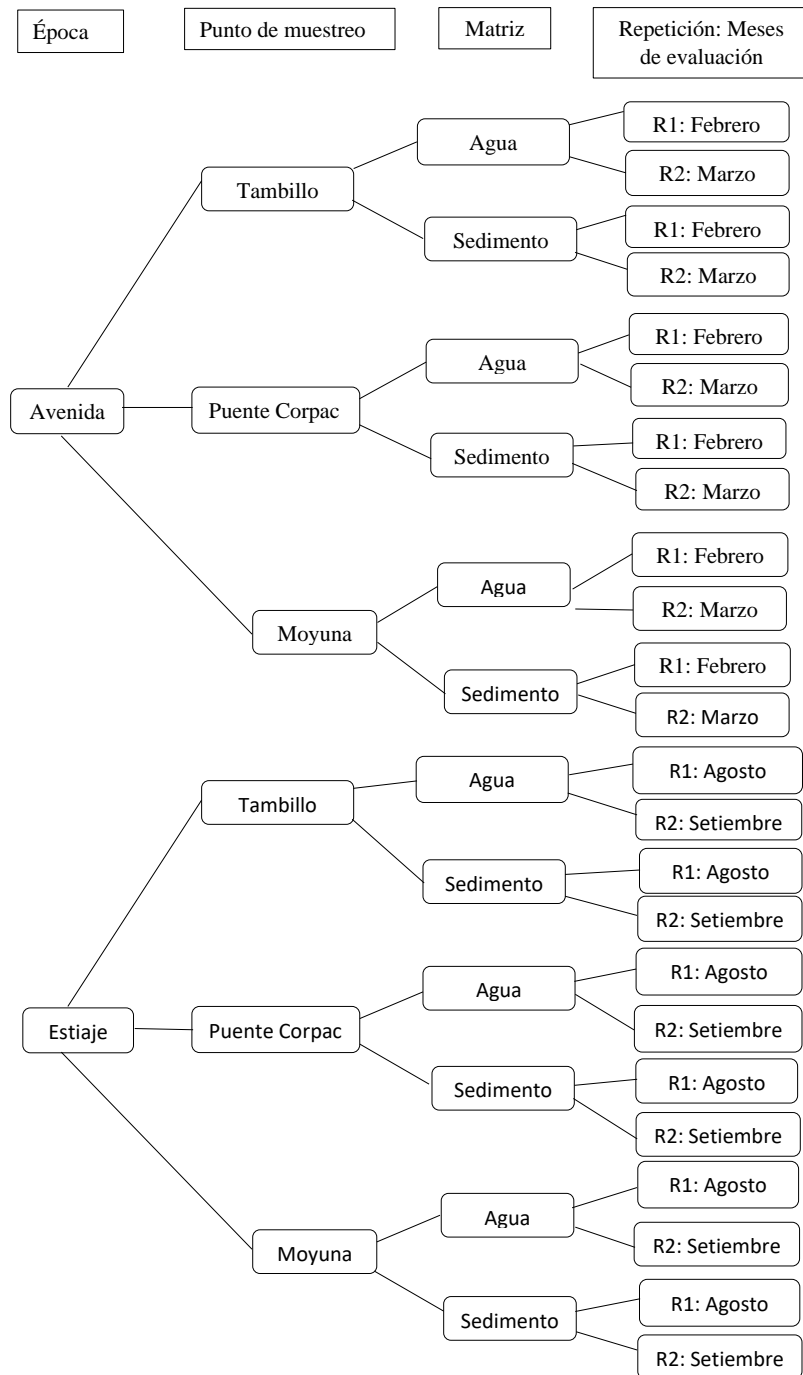 Época
Punto de muestreo
Matriz
Repetición: Meses
de evaluación
Avenida
Tambillo
Agua
R1: Febrero
R2: Marzo
Sedimento
R1: Febrero
R2: Marzo
Puente Corpac
Agua
R1: Febrero
R2: Marzo
Sedimento
R1: Febrero
R2: Marzo
Moyuna
Agua
R1: Febrero
R2: Marzo
Sedimento
R1: Febrero
R2: Marzo
Estiaje
Tambillo
Agua
R1: Agosto
R2: Setiembre
Sedimento
R1: Agosto
R2: Setiembre
Puente Corpac
Agua
R1: Agosto
R2: Setiembre
Sedimento
R1: Agosto
R2: Setiembre
Moyuna
Agua
R1: Agosto
R2: Setiembre
Sedimento
R1: Agosto
R2: Setiembre